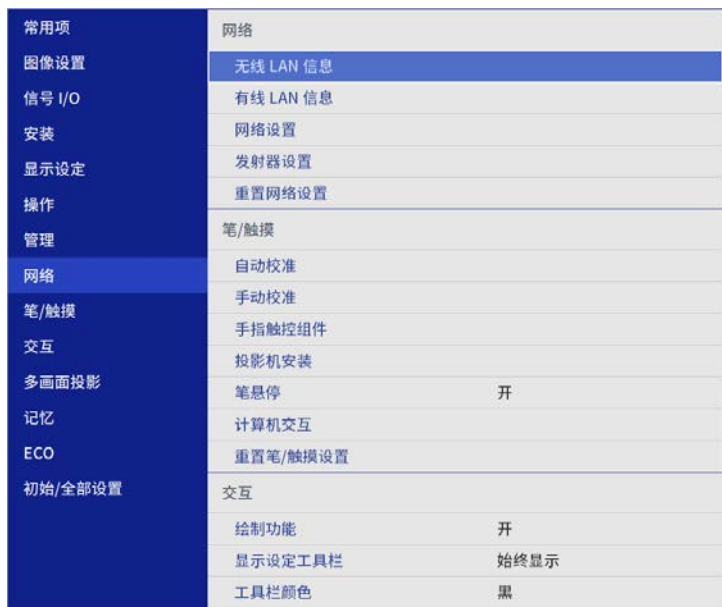 常用项
图像设置
信号 I/O
安装
显示设定
操作
管理
网络
笔/触摸
交互
多画面投影
记忆
ECO
初始/全部设置
网络
无线 LAN 信息
有线 LAN 信息
网络设置
发射器设置
重置网络设置
笔/触摸
自动校准
手动校准
手指触控组件
投影机安装
笔悬停 开
计算机交互
重置笔/触摸设置
交互
绘制功能 开
显示设定工具栏 始终显示
工具栏颜色 黑